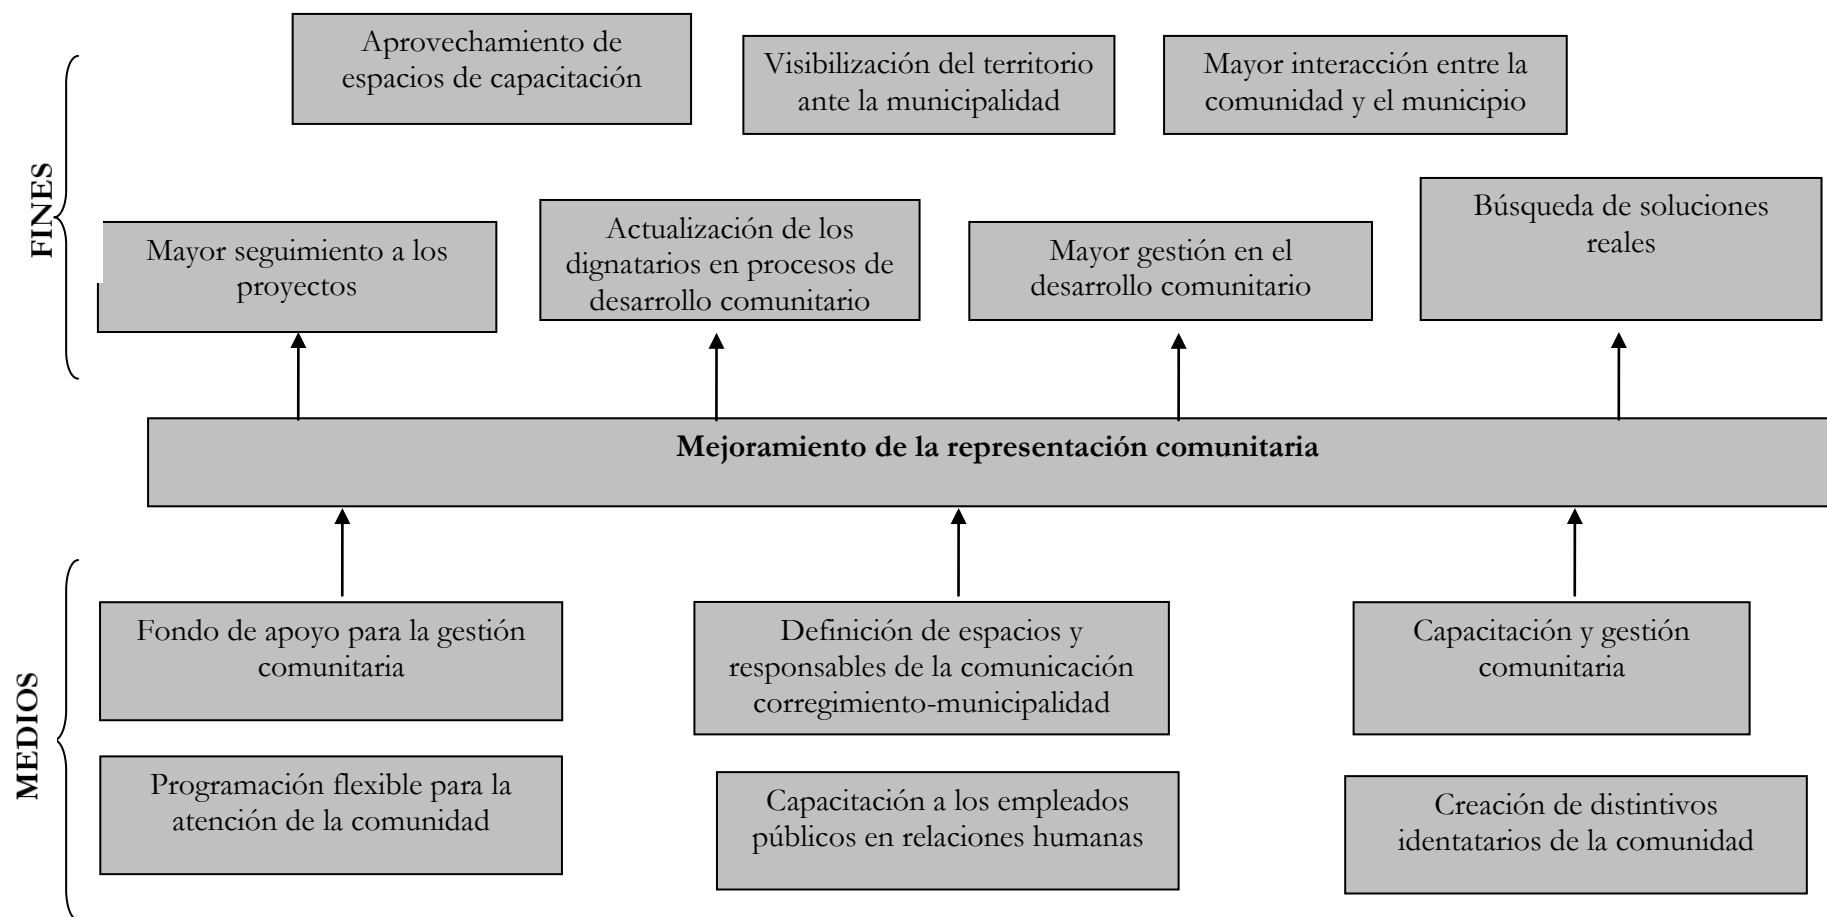 Aprovechamiento de
espacios de capacitación
Visibilización del territorio
ante la municipalidad
Mayor interacción entre la
comunidad y el municipio
FINES
Mayor seguimiento a los
proyectos
Actualización de los
dignatarios en procesos de
desarrollo comunitario
Mayor gestión en el
desarrollo comunitario
Búsqueda de soluciones
reales
Mejoramiento de la representación comunitaria
MEDIOS
Fondo de apoyo para la gestión
comunitaria
Definición de espacios y
responsables de la comunicación
corregimiento-municipalidad
Capacitación y gestión
comunitaria
Programación flexible para la
atención de la comunidad
Capacitación a los empleados
públicos en relaciones humanas
Creación de distintivos
identatarios de la comunidad